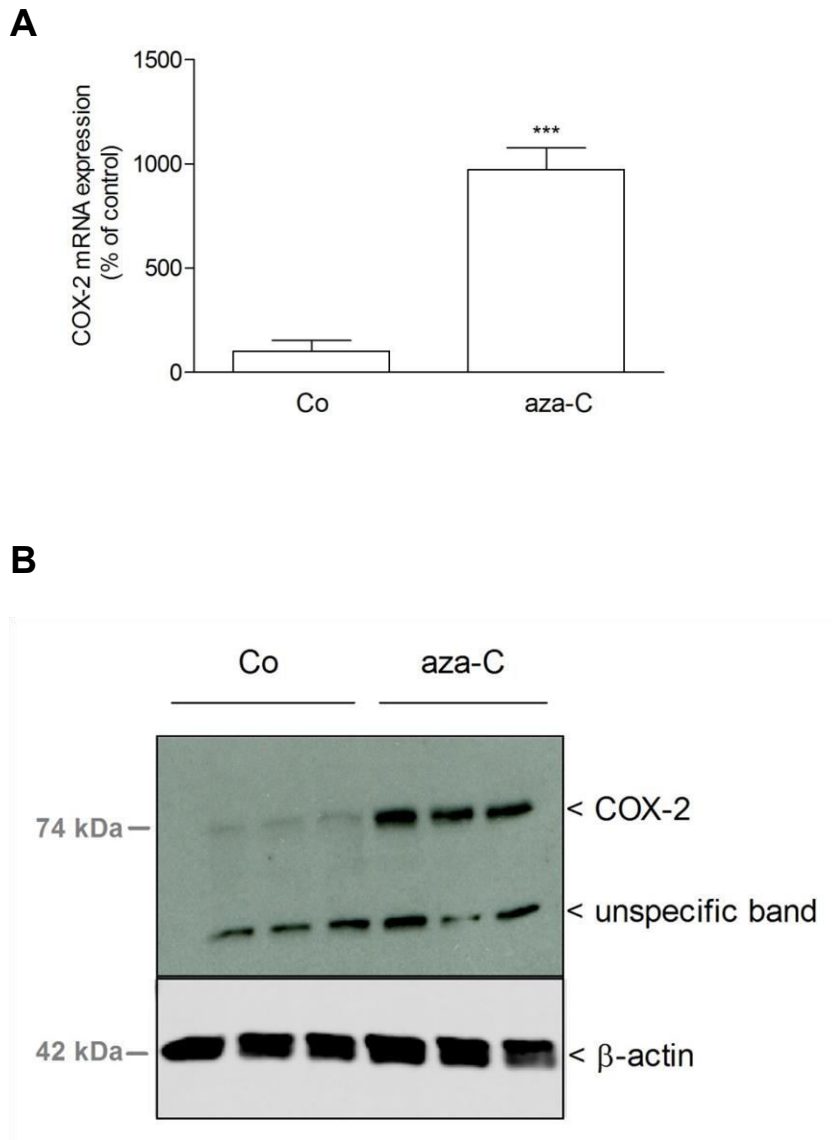 A
1500
1000
500
0
COX-2 mRNA expression
(% of control)
***
Co
aza-C
B
Co
aza-C
74 kDa
< COX-2
< unspecific band
42 kDa
< β-actin